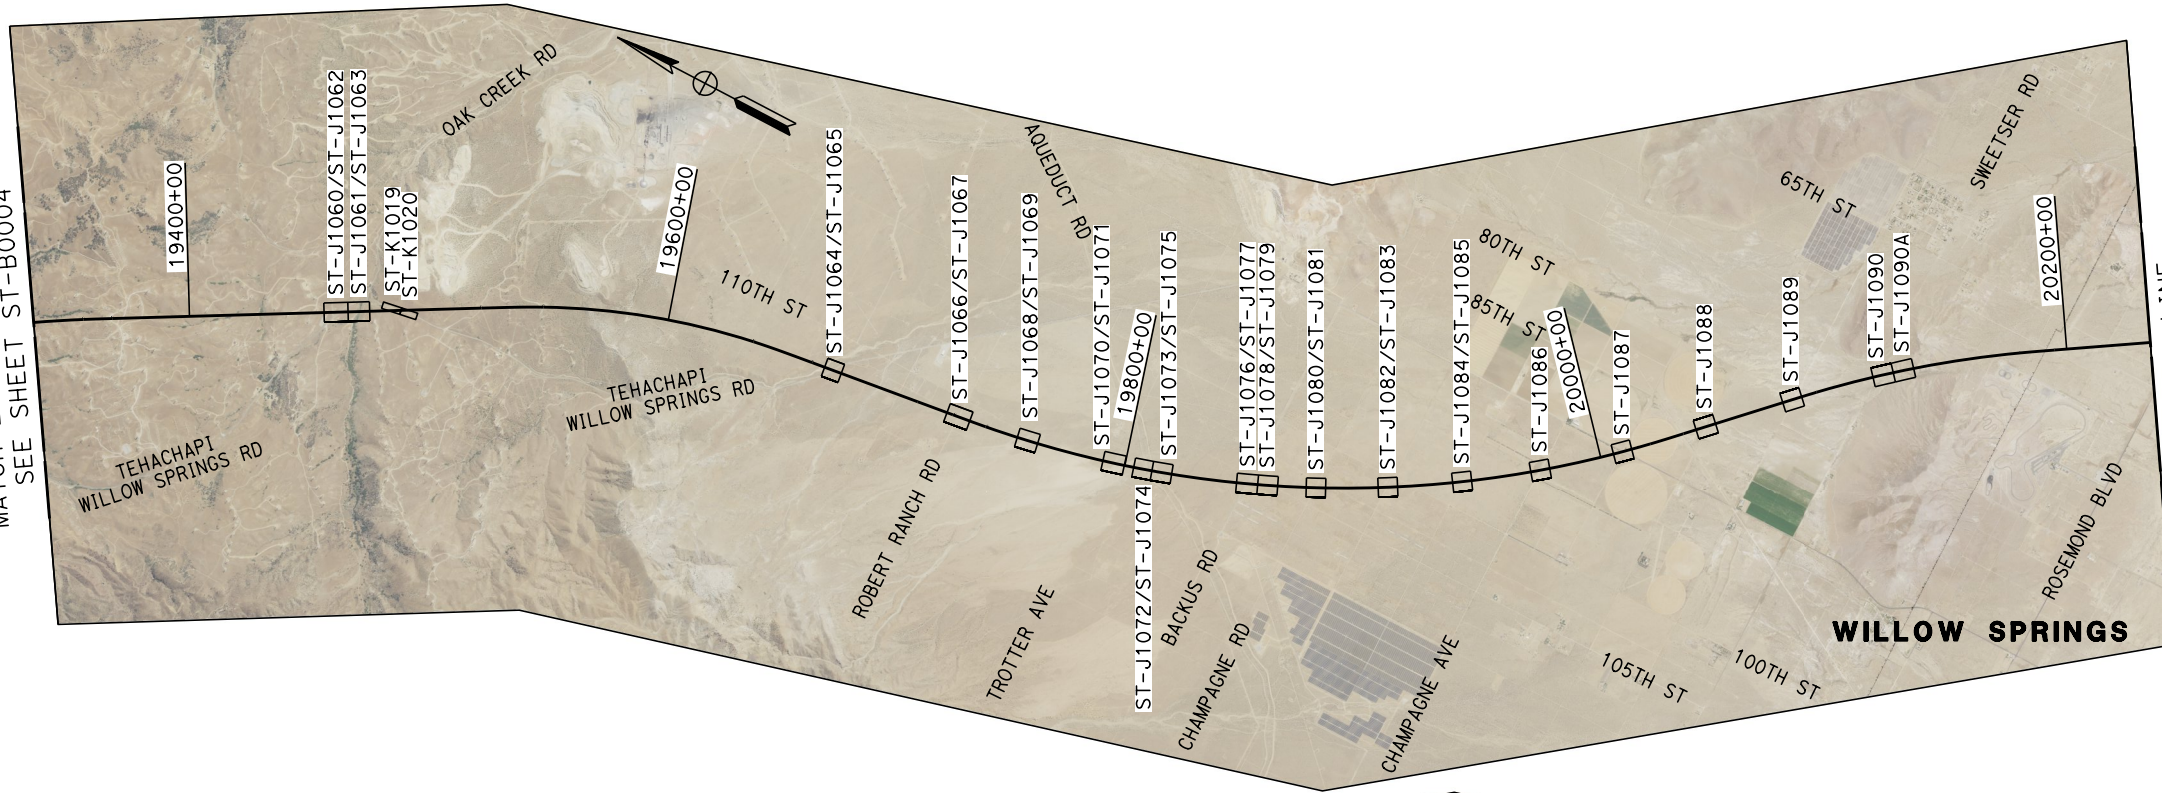 SEE SHEET ST-B0004
19400+00
ST-J1060/ST-J1062
ST-J1061/ST-J1063
ST-K1019
ST-K1020
OAK CREEK RD
19600+00
110TH ST
ST-J1064/ST-J1065
ST-J1066/ST-J1067
ST-J1068/ST-J1069
AQUEDUCT RD
ST-J1070/ST-J1071
19800+00
ST-J1073/ST-J1075
ST-J1076/ST-J1077
ST-J1078/ST-J1079
ST-J1080/ST-J1081
ST-J1082/ST-J1083
ST-J1084/ST-J1085
80TH ST
85TH ST
ST-J1086
20000+00
ST-J1087
ST-J1088
ST-J1089
65TH ST
ST-J1090
ST-J1090A
SWEETSER RD
20200+00
TEHACHAPI
WILLOW SPRINGS RD
TEHACHAPI
WILLOW SPRINGS RD
ROBERT RANCH RD
TROTTER AVE
ST-J1072/ST-J1074
BACKUS RD
CHAMPAGNE RD
CHAMPAGNE AVE
105TH ST
100TH ST
ROSEMOND BLVD
WILLOW SPRINGS